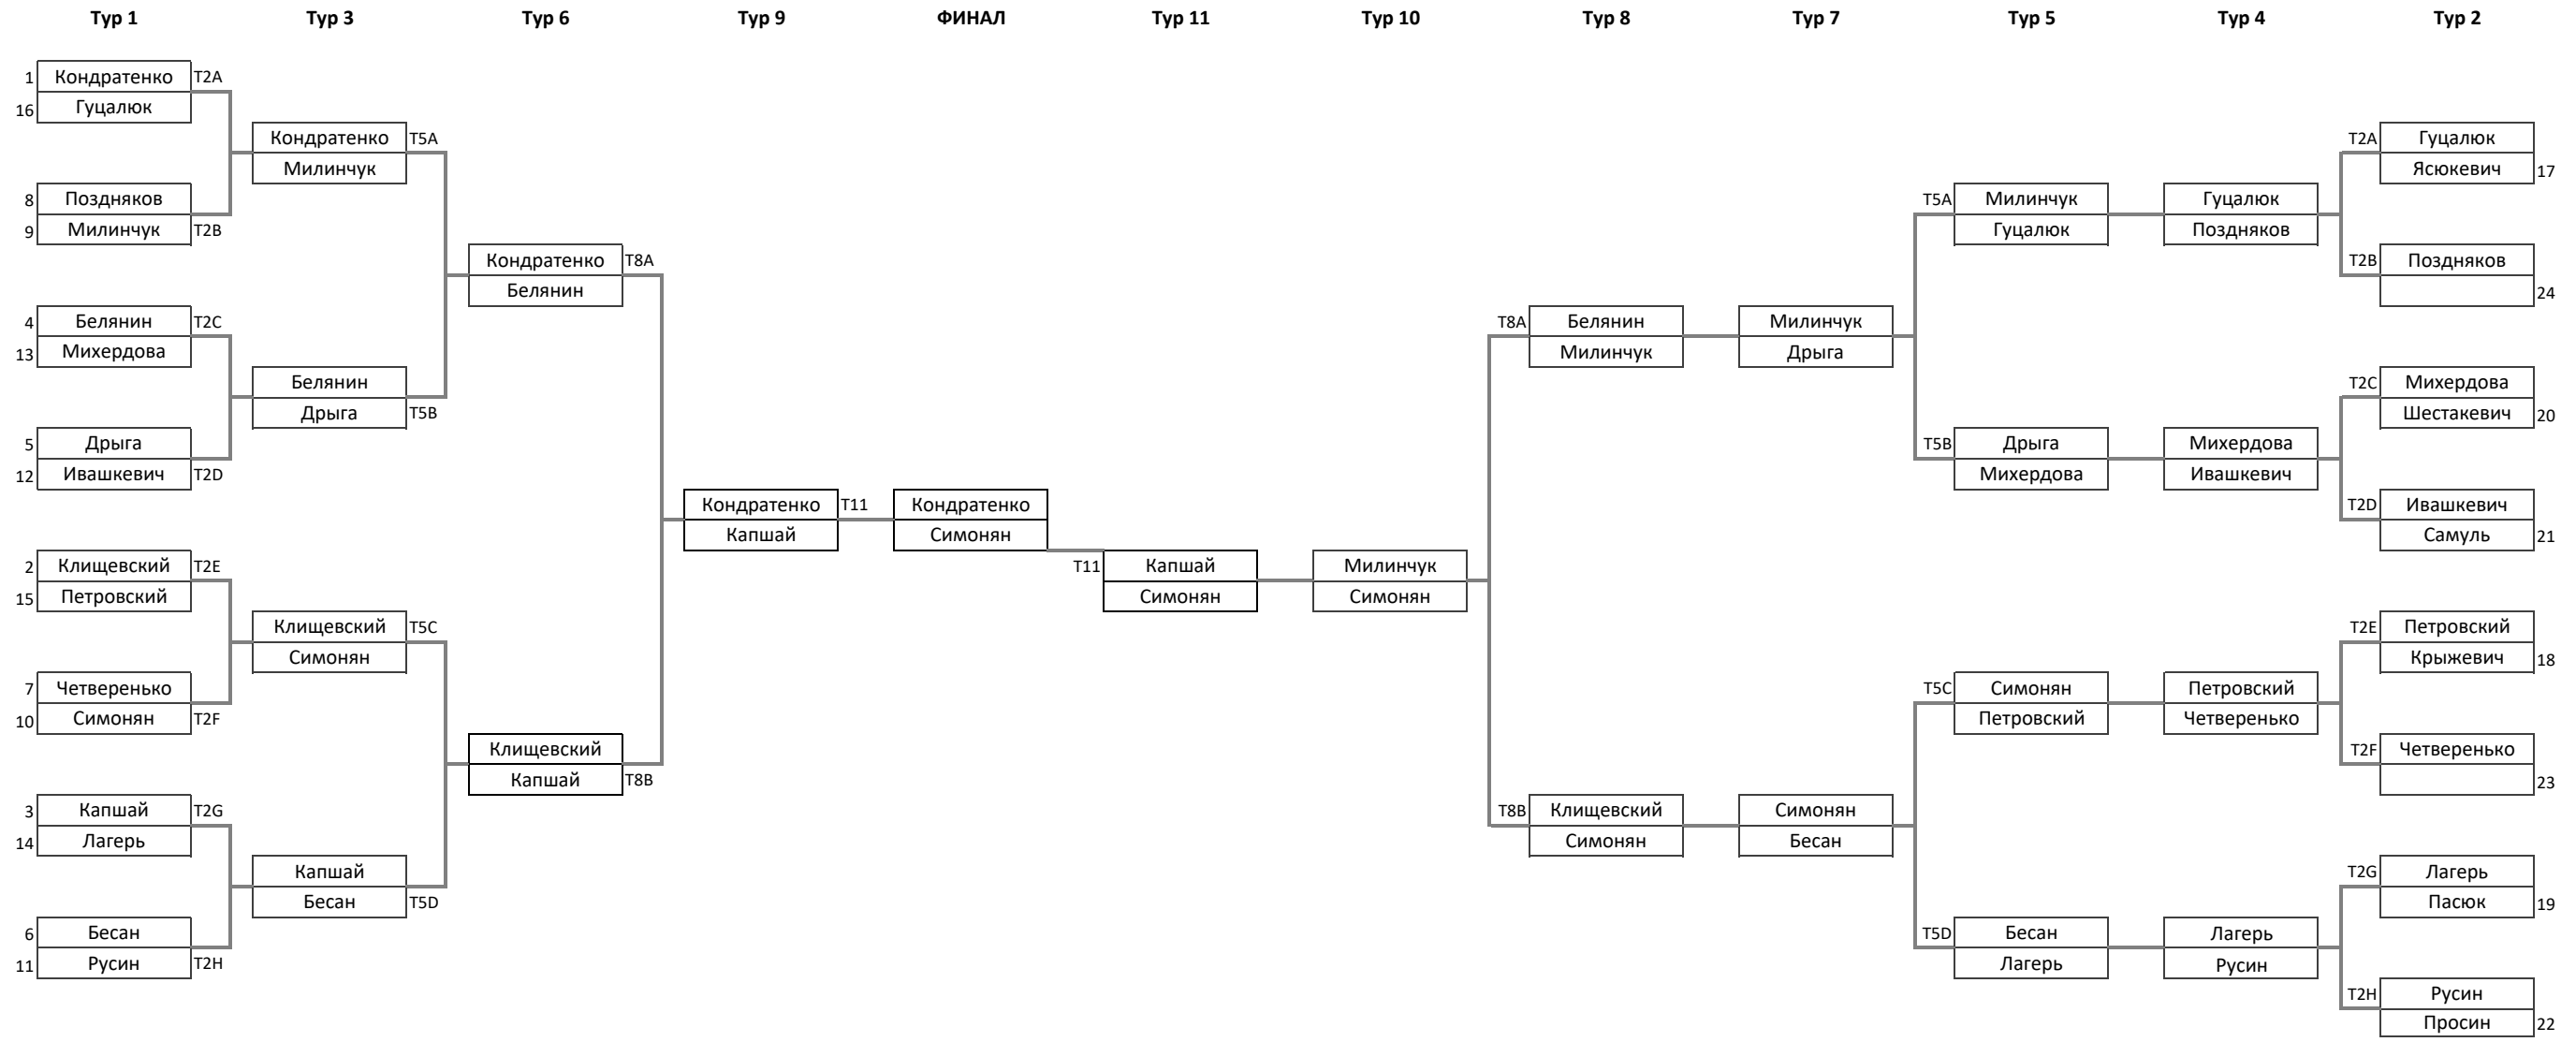 Тур 1 Тур 3 Тур 6 Тур 9 ФИНАЛ Тур 11 Тур 10 Тур 8 Тур 7 Тур 5 Тур 4 Тур 2
1 Кондратенко T2A
16 Гуцалюк
8 Поздняков
9 Милинчук T2B
4 Белянин T2C
13 Михердова
5 Дрыга
12 Ивашкевич T2D
2 Клищевский T2E
15 Петровский
7 Четверенько
10 Симонян T2F
3 Капшай T2G
14 Лагерь
6 Бесан
11 Русин T2H
Кондратенко T5A
Милинчук
Белянин
Дрыга T5B
Клищевский T5C
Симонян
Капшай
Бесан T5D
Кондратенко T8A
Белянин
Клищевский
Капшай T8B
Кондратенко T11
Капшай
Кондратенко
Симонян
T11 Капшай
Симонян
Милинчук
Симонян
T8A Белянин
Милинчук
T8B Клищевский
Симонян
Милинчук
Дрыга
Симонян
Бесан
T5A Милинчук
Гуцалюк
T5B Дрыга
Михердова
T5C Симонян
Петровский
T5D Бесан
Лагерь
Гуцалюк
Поздняков
Михердова
Ивашкевич
Петровский
Четверенько
Лагерь
Русин
T2A Гуцалюк
Ясюкевич 17
T2B Поздняков
24
T2C Михердова
Шестакевич 20
T2D Ивашкевич
Самуль 21
T2E Петровский
Крыжевич 18
T2F Четверенько
23
T2G Лагерь
Пасюк 19
T2H Русин
Просин 22